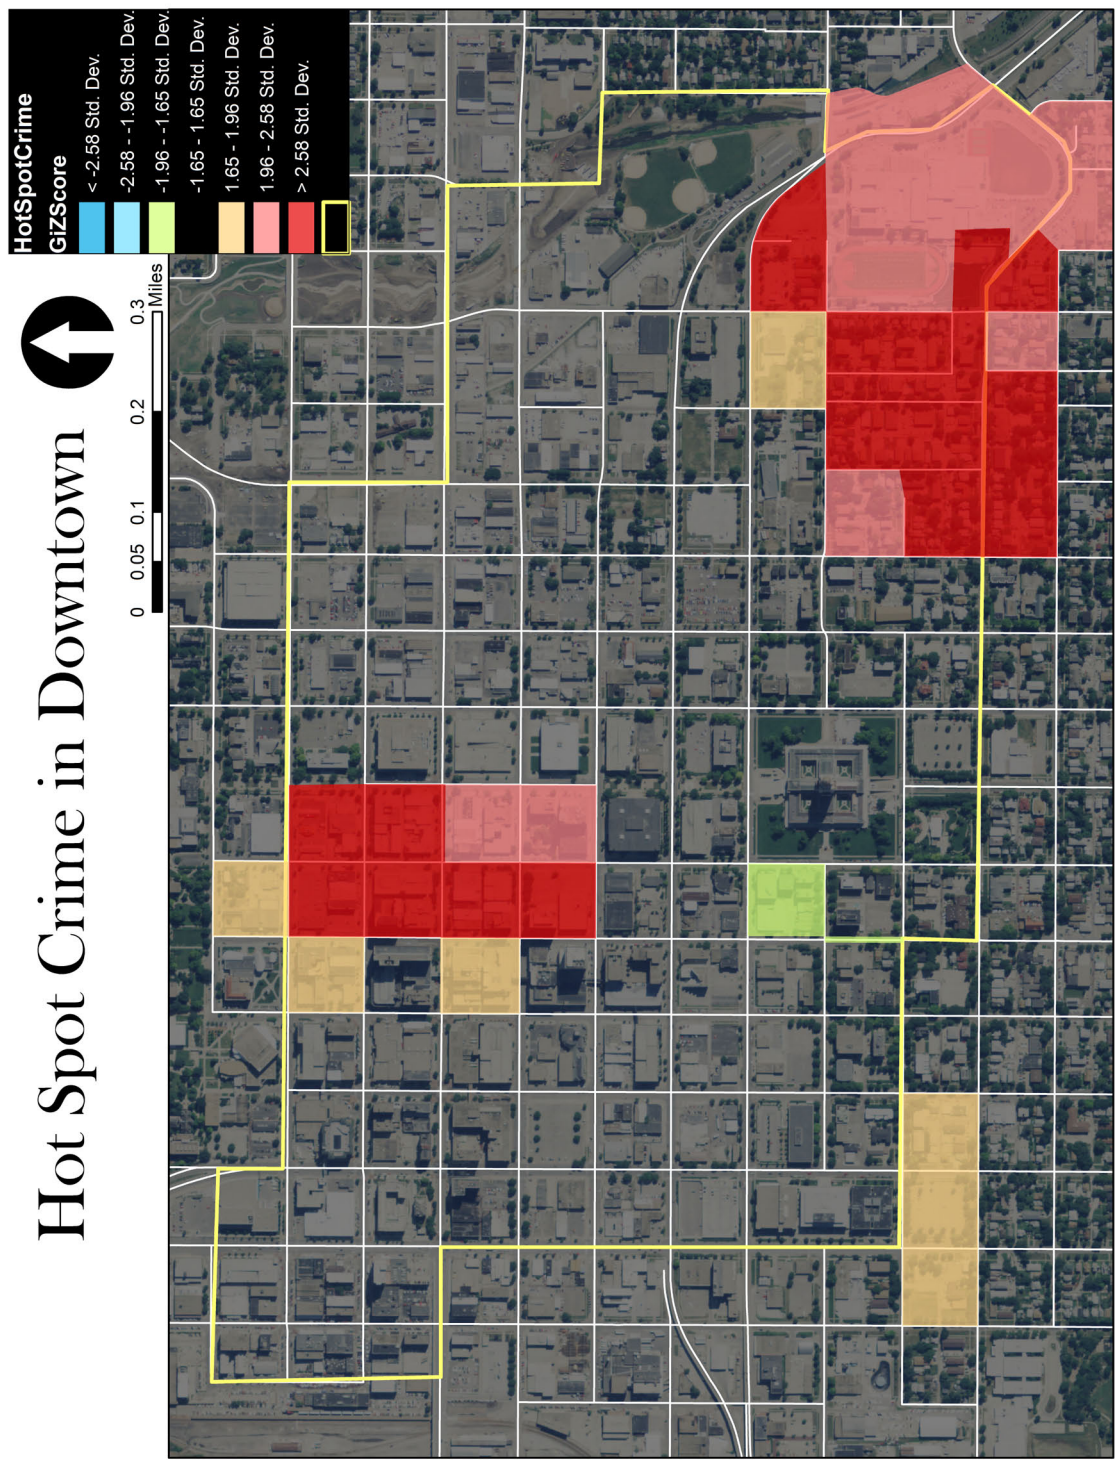 Hot Spot Crime in Downtown
0 0.05 0.1 0.2 0.3
Miles
HotSpotCrime
GiZScore
< -2.58 Std. Dev.
-2.58 - -1.96 Std. Dev.
-1.96 - -1.65 Std. Dev.
-1.65 - 1.65 Std. Dev.
1.65 - 1.96 Std. Dev.
1.96 - 2.58 Std. Dev.
> 2.58 Std. Dev.